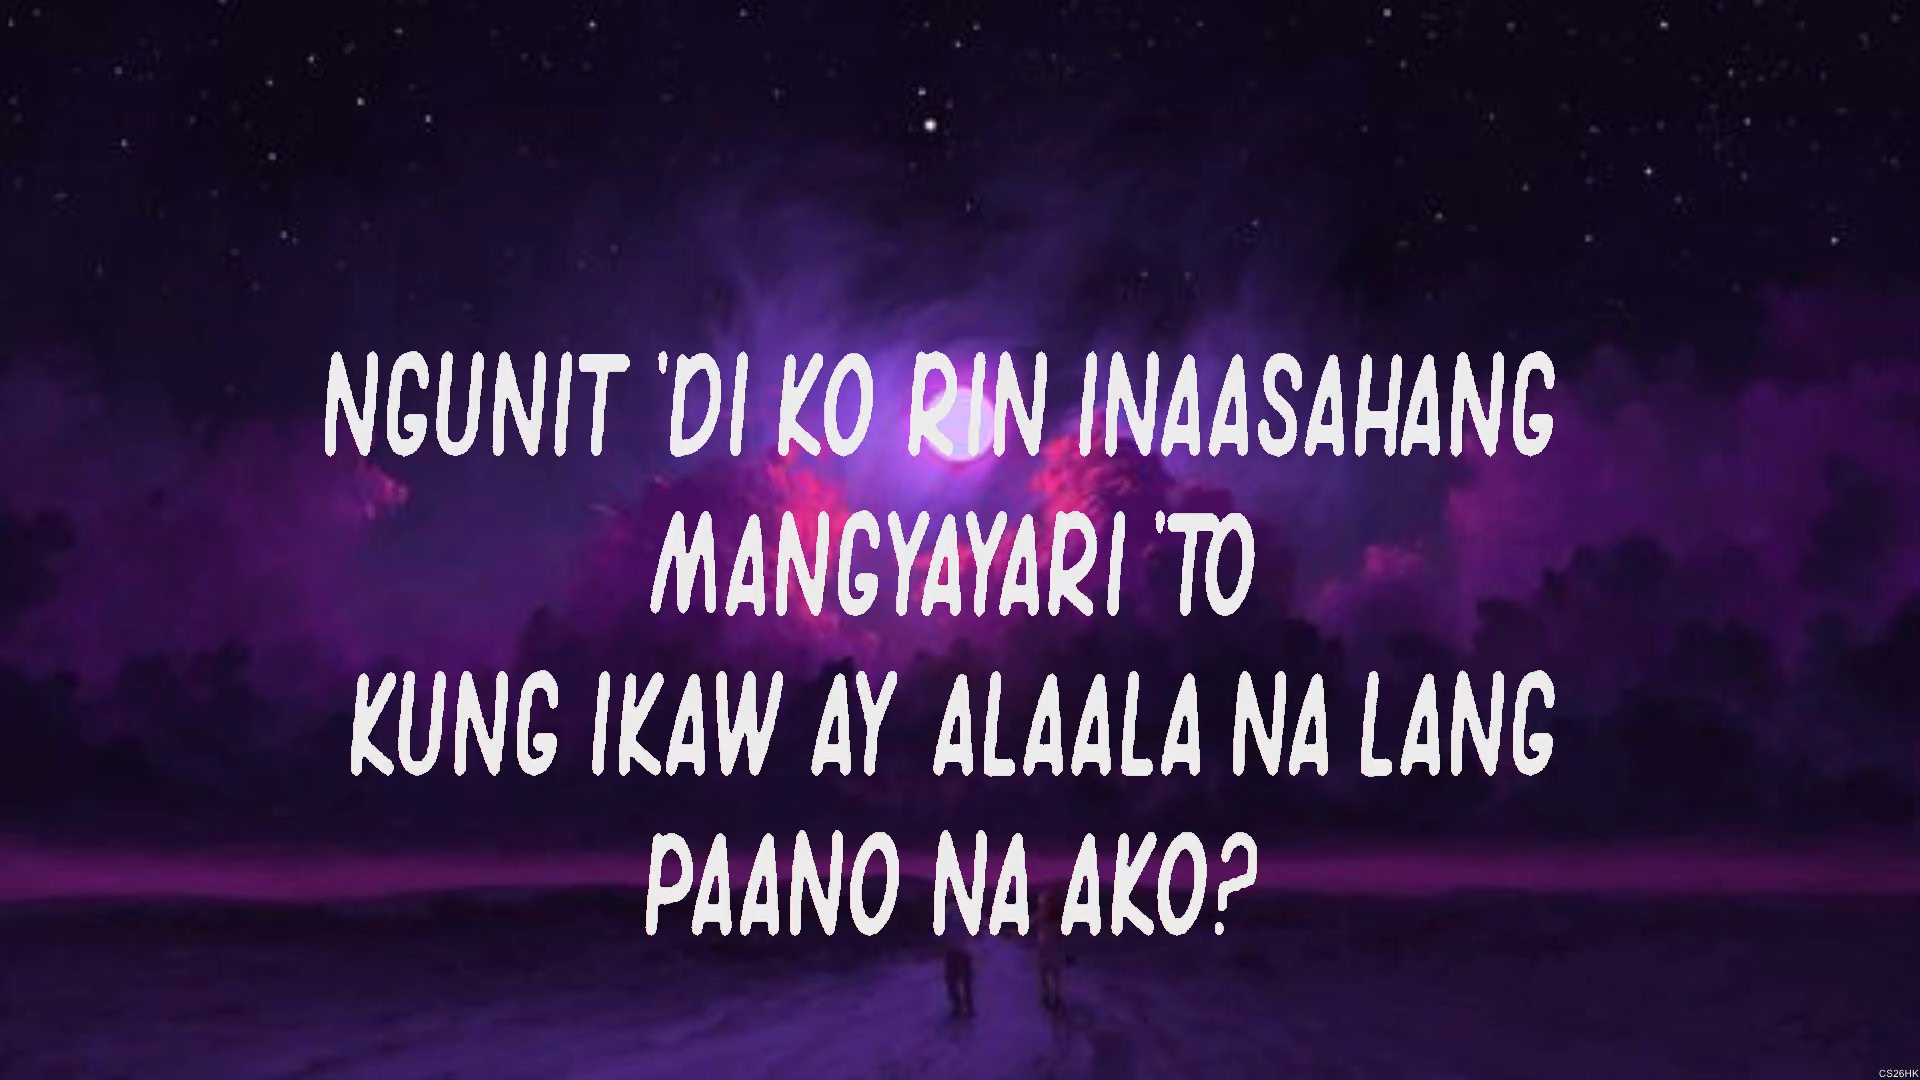 NGUNIT 'DI KO RIN INAASAHANG
MANGYAYARI 'TO
KUNG IKAW AY ALAALA NA LANG
PAANO NA AKO?
CS26HK